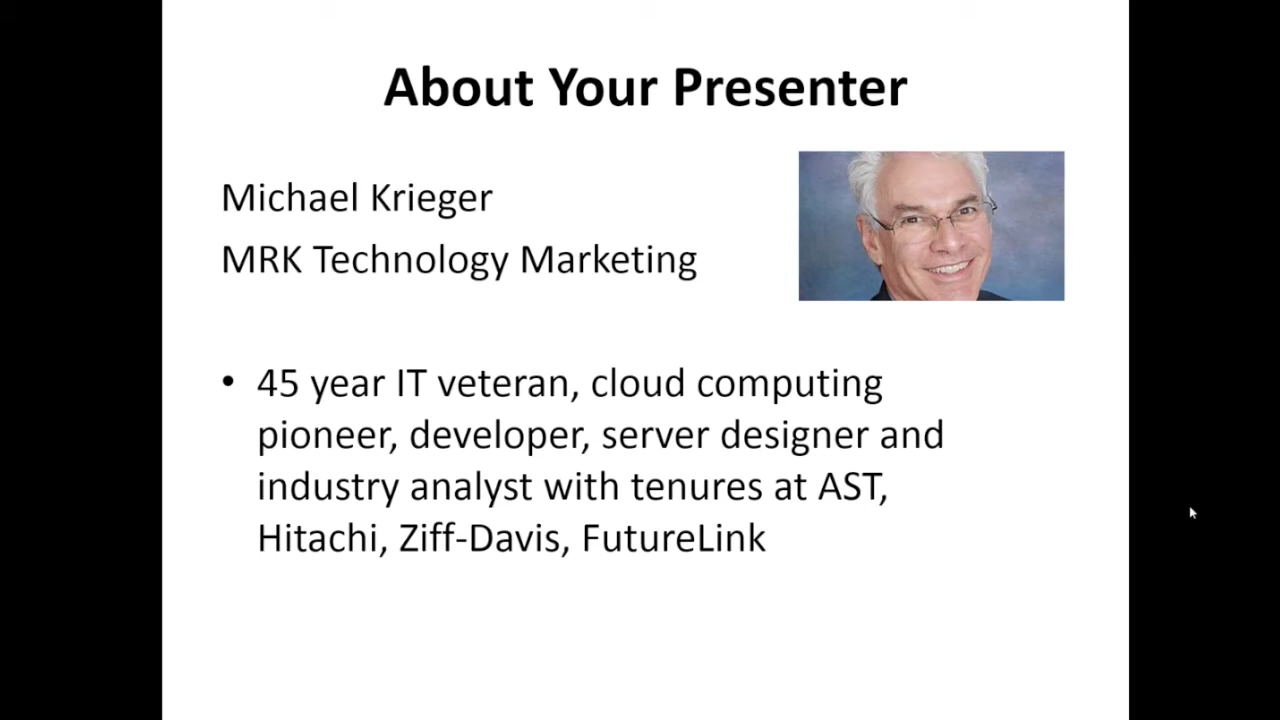 About Your Presenter
Michael Krieger
MRK Technology Marketing
• 45 year IT veteran, cloud computing
pioneer, developer, server designer and
industry analyst with tenures at AST,
Hitachi, Ziff-Davis, FutureLink